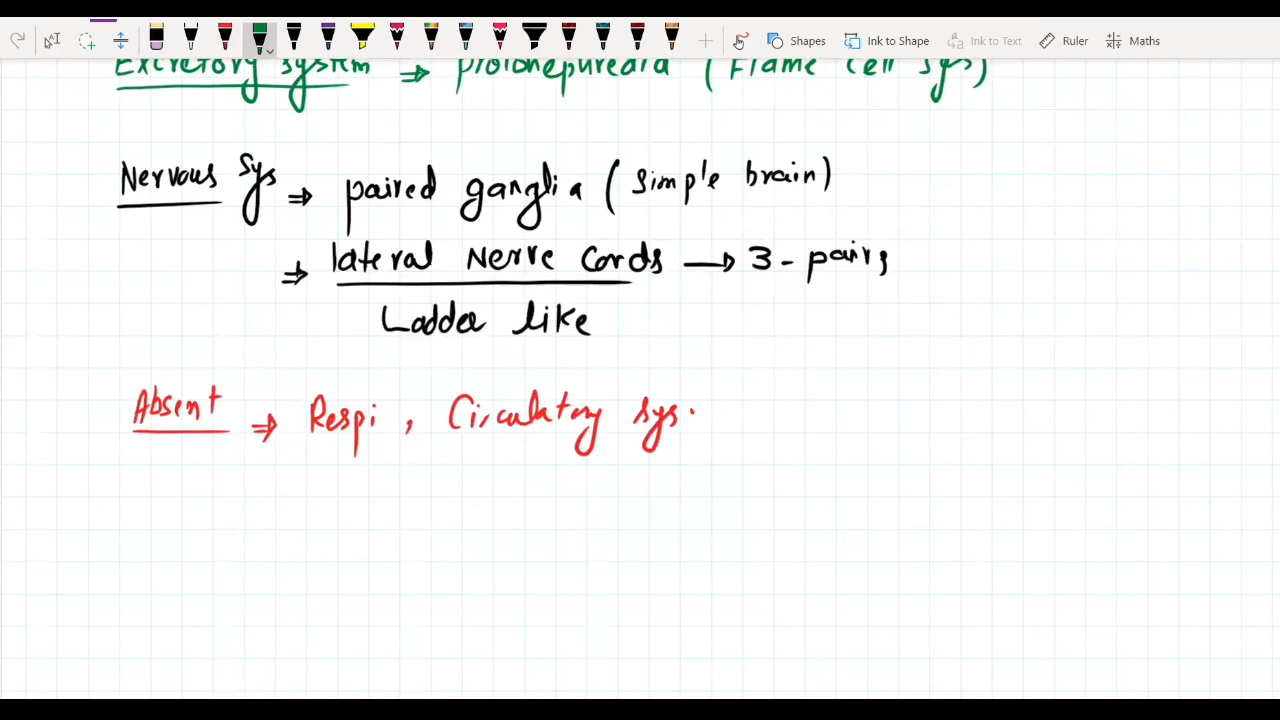 Shapes Ink to Shape Ink to Text Ruler Maths
Excretory system ⇒ protonephredia ( Flame cell sys)
Nervous sys ⇒ paired ganglia ( simple brain)
⇒ lateral Nerve Cords → 3 - pairs
Ladder like
Absent ⇒ Respi , Circulatory sys.